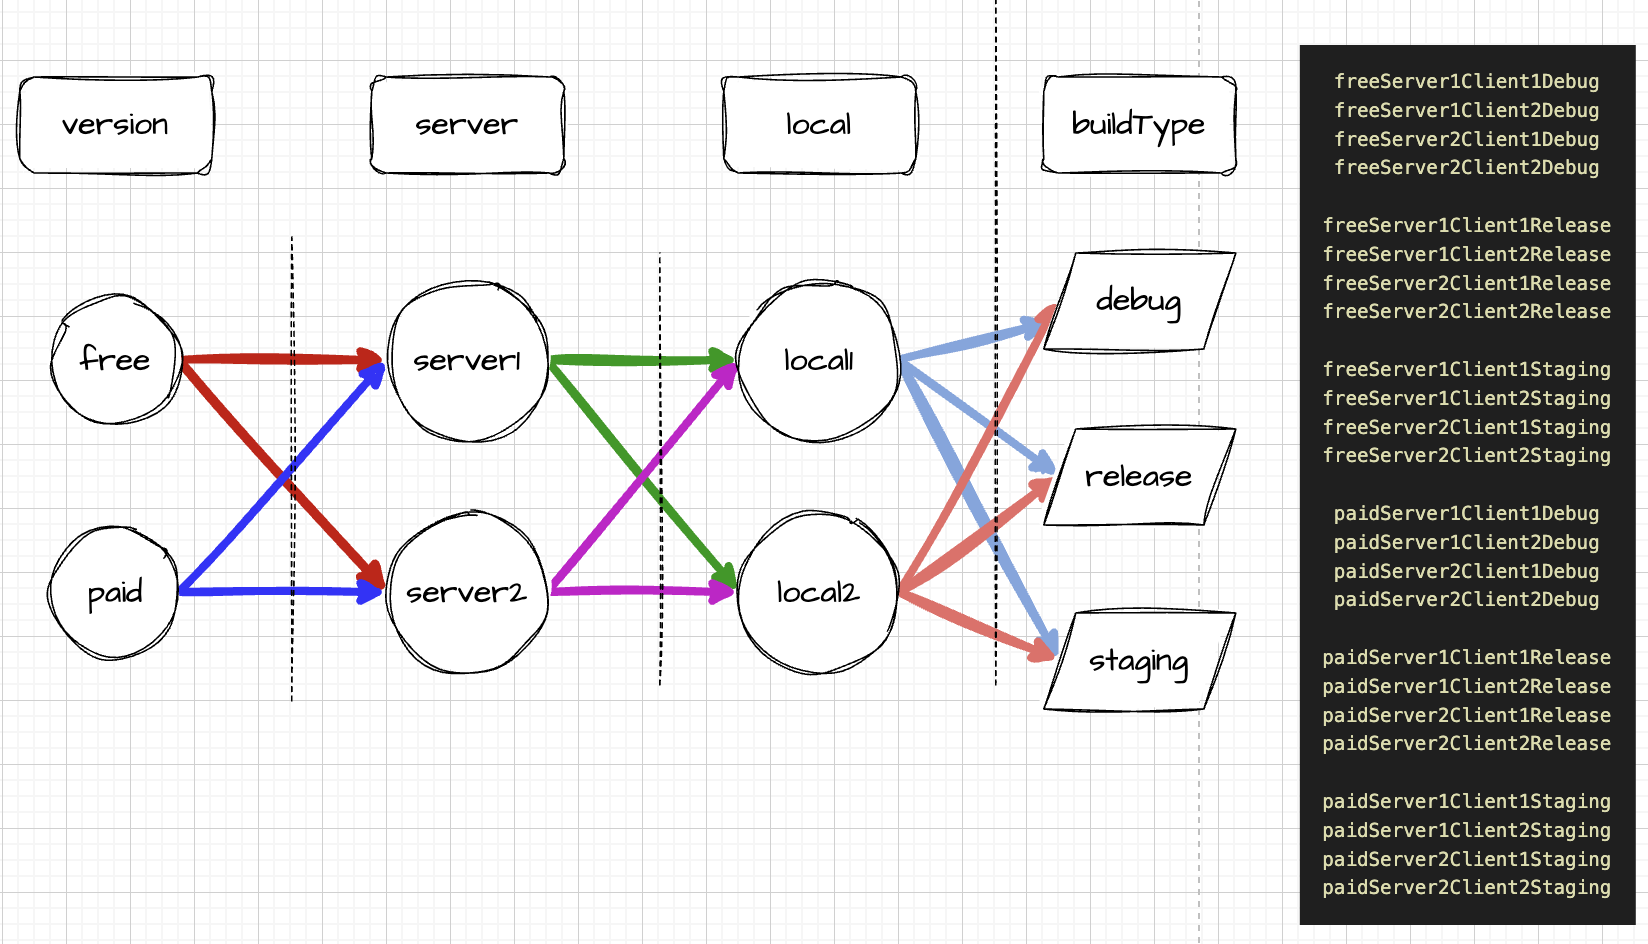 version
server
local
buildType
free
server1
local1
debug
release
paid
server2
local2
staging
freeServer1Client1Debug
freeServer1Client2Debug
freeServer2Client1Debug
freeServer2Client2Debug
freeServer1Client1Release
freeServer1Client2Release
freeServer2Client1Release
freeServer2Client2Release
freeServer1Client1Staging
freeServer1Client2Staging
freeServer2Client1Staging
freeServer2Client2Staging
paidServer1Client1Debug
paidServer1Client2Debug
paidServer2Client1Debug
paidServer2Client2Debug
paidServer1Client1Release
paidServer1Client2Release
paidServer2Client1Release
paidServer2Client2Release
paidServer1Client1Staging
paidServer1Client2Staging
paidServer2Client1Staging
paidServer2Client2Staging